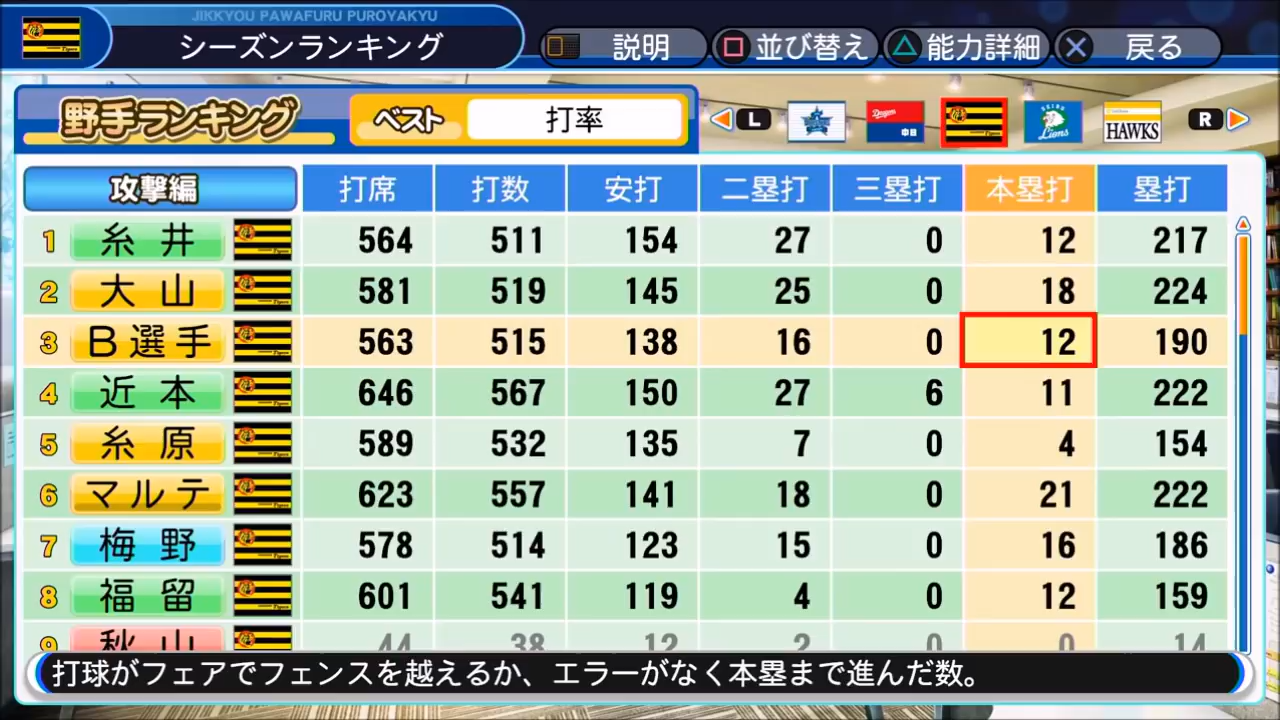 JIKKYOU PAWAFURU PUROYAKYU
シーズンランキング 説明 並び替え 能力詳細 戻る
野手ランキング ベスト 打率 L Dragons 中日 Tigers SEIBU Lions HAWKS R
攻撃編 打席 打数 安打 二塁打 三塁打 本塁打 塁打
1 糸井 564 511 154 27 0 12 217
2 大山 581 519 145 25 0 18 224
3 B選手 563 515 138 16 0 12 190
4 近本 646 567 150 27 6 11 222
5 糸原 589 532 135 7 0 4 154
6 マルテ 623 557 141 18 0 21 222
7 梅野 578 514 123 15 0 16 186
8 福留 601 541 119 4 0 12 159
9 秋山 44 38 12 2 0 0 14
打球がフェアでフェンスを越えるか、エラーがなく本塁まで進んだ数。